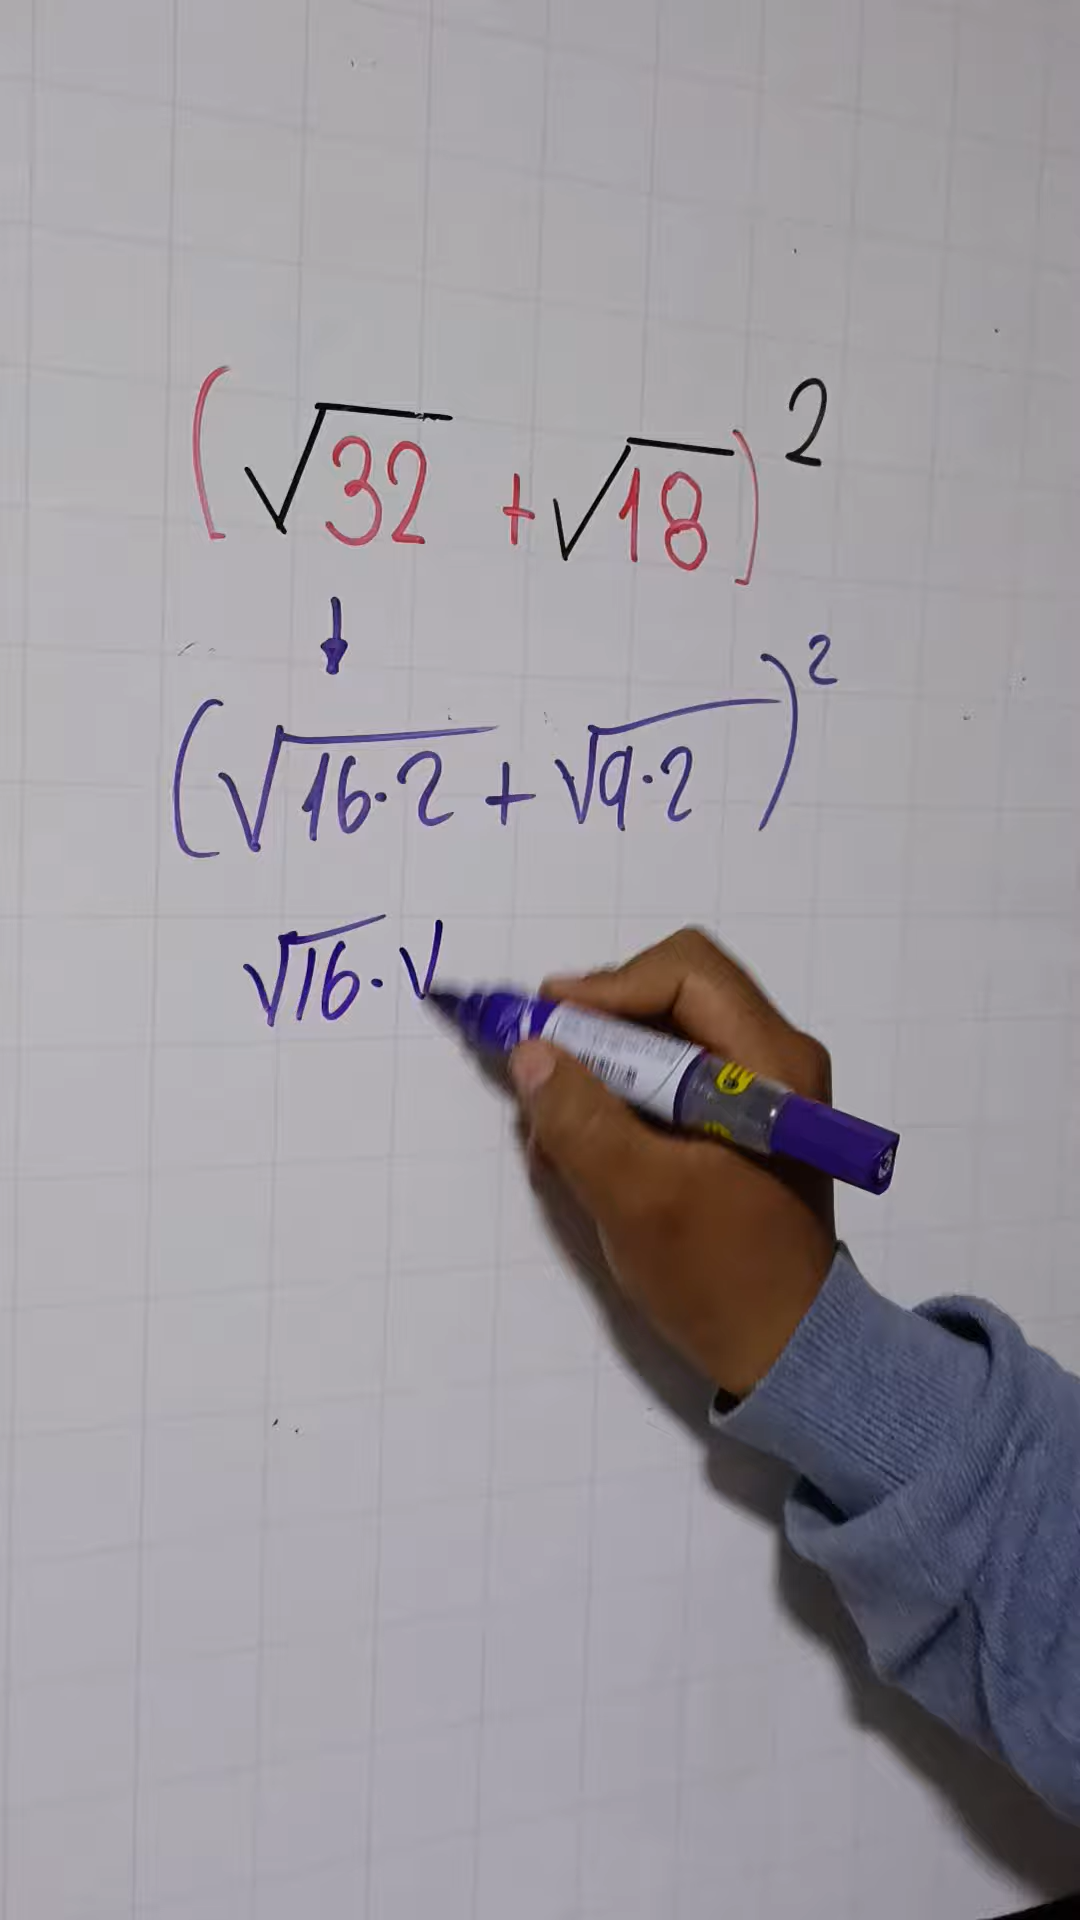 (√32 + √18)²
(√16·2 + √9·2)²
√16·√